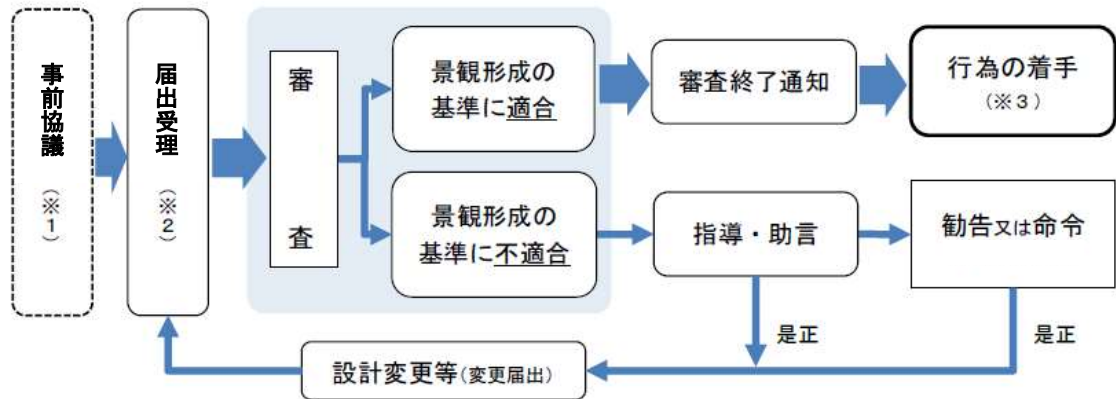 事前協議
（※１）
届出受理
（※２）
審査
景観形成の
基準に適合
審査終了通知
行為の着手
（※３）
景観形成の
基準に不適合
指導・助言
勧告又は命令
是正
是正
設計変更等(変更届出)